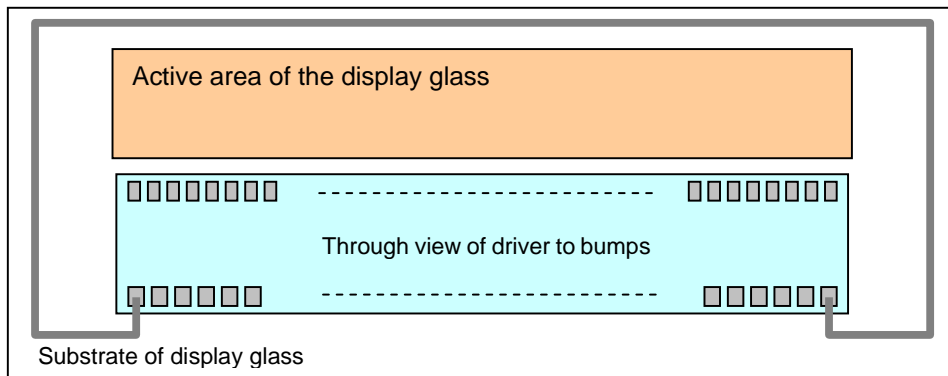 Active area of the display glass
Through view of driver to bumps
Substrate of display glass